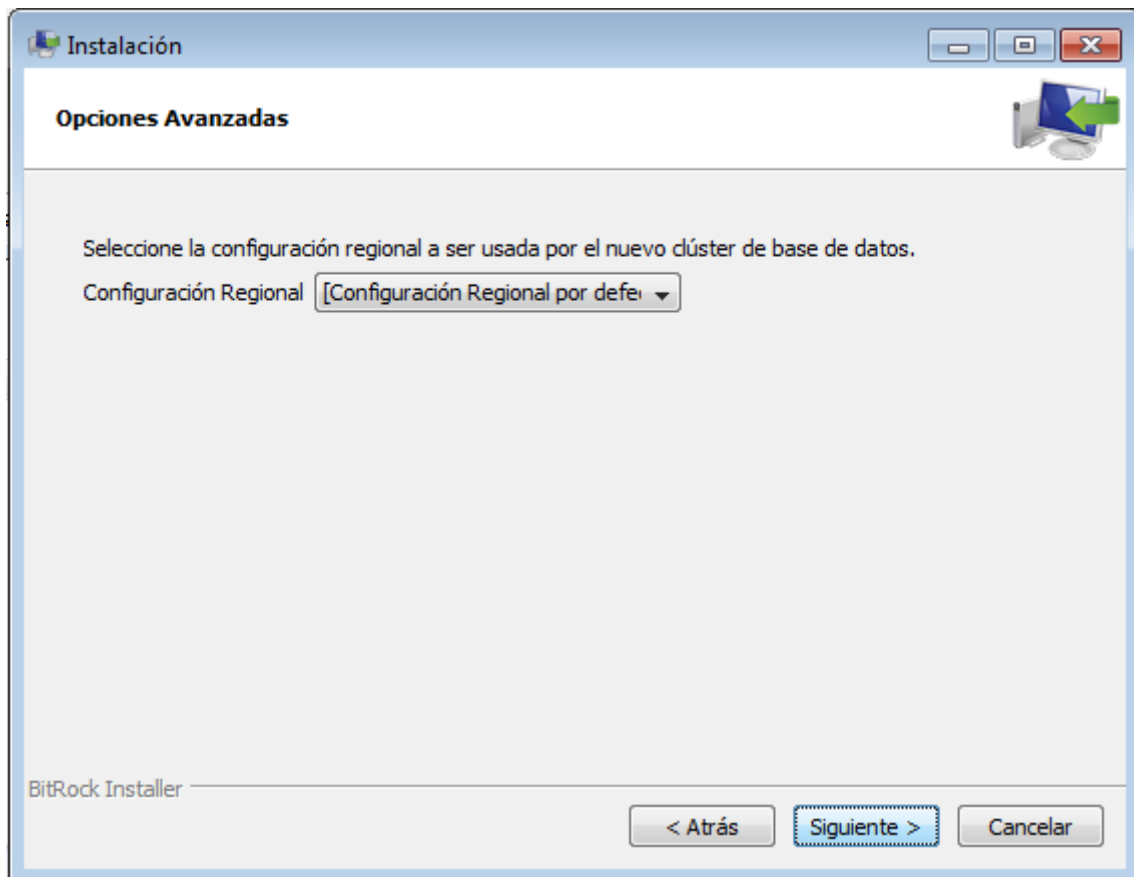 Instalación
Opciones Avanzadas
Seleccione la configuración regional a ser usada por el nuevo clúster de base de datos.
Configuración Regional [Configuración Regional por defe
BitRock Installer
< Atrás Siguiente > Cancelar